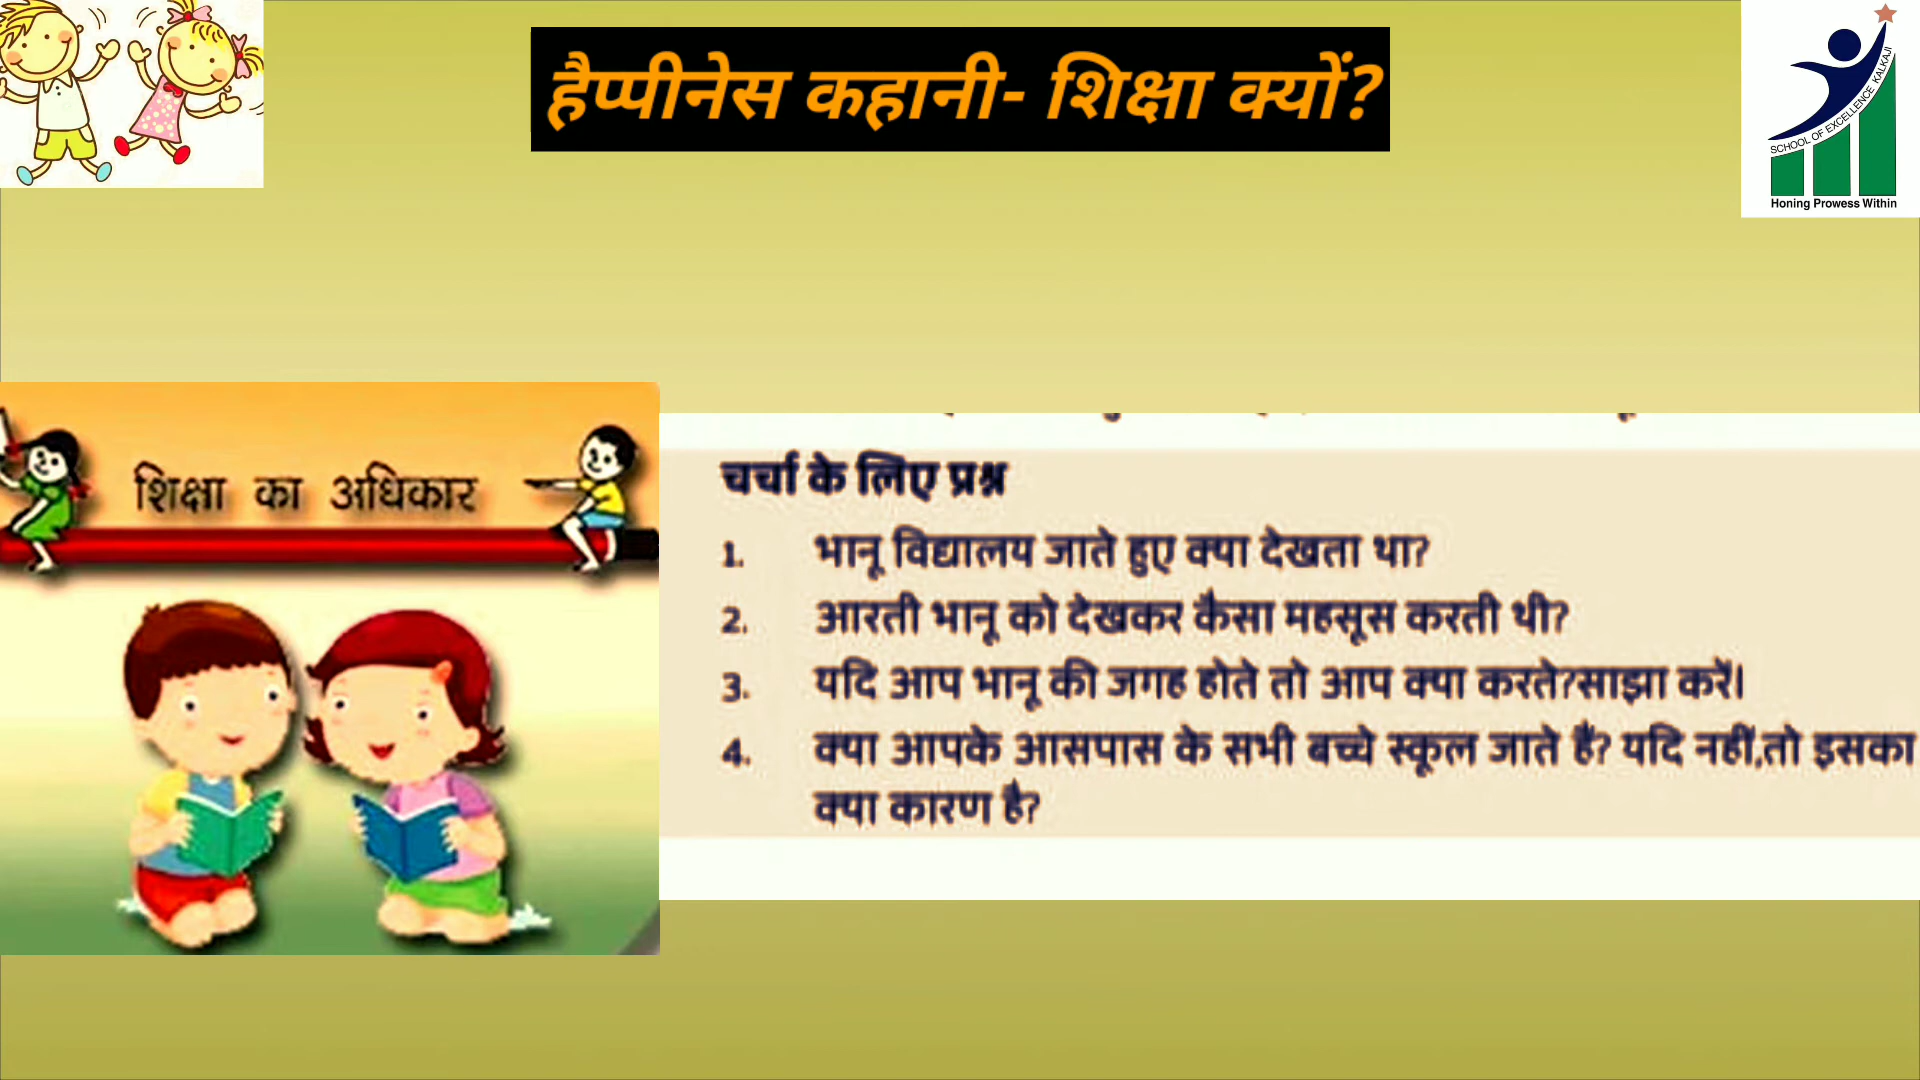 हैप्पीनेस कहानी- शिक्षा क्यों?
SCHOOL OF EXCELLENCE KALKAJI
Honing Prowess Within
शिक्षा का अधिकार
चर्चा के लिए प्रश्न
1. भानू विद्यालय जाते हुए क्या देखता था?
2. आरती भानू को देखकर कैसा महसूस करती थी?
3. यदि आप भानू की जगह होते तो आप क्या करते?साझा करें।
4. क्या आपके आसपास के सभी बच्चे स्कूल जाते हैं? यदि नहीं,तो इसका
क्या कारण है?